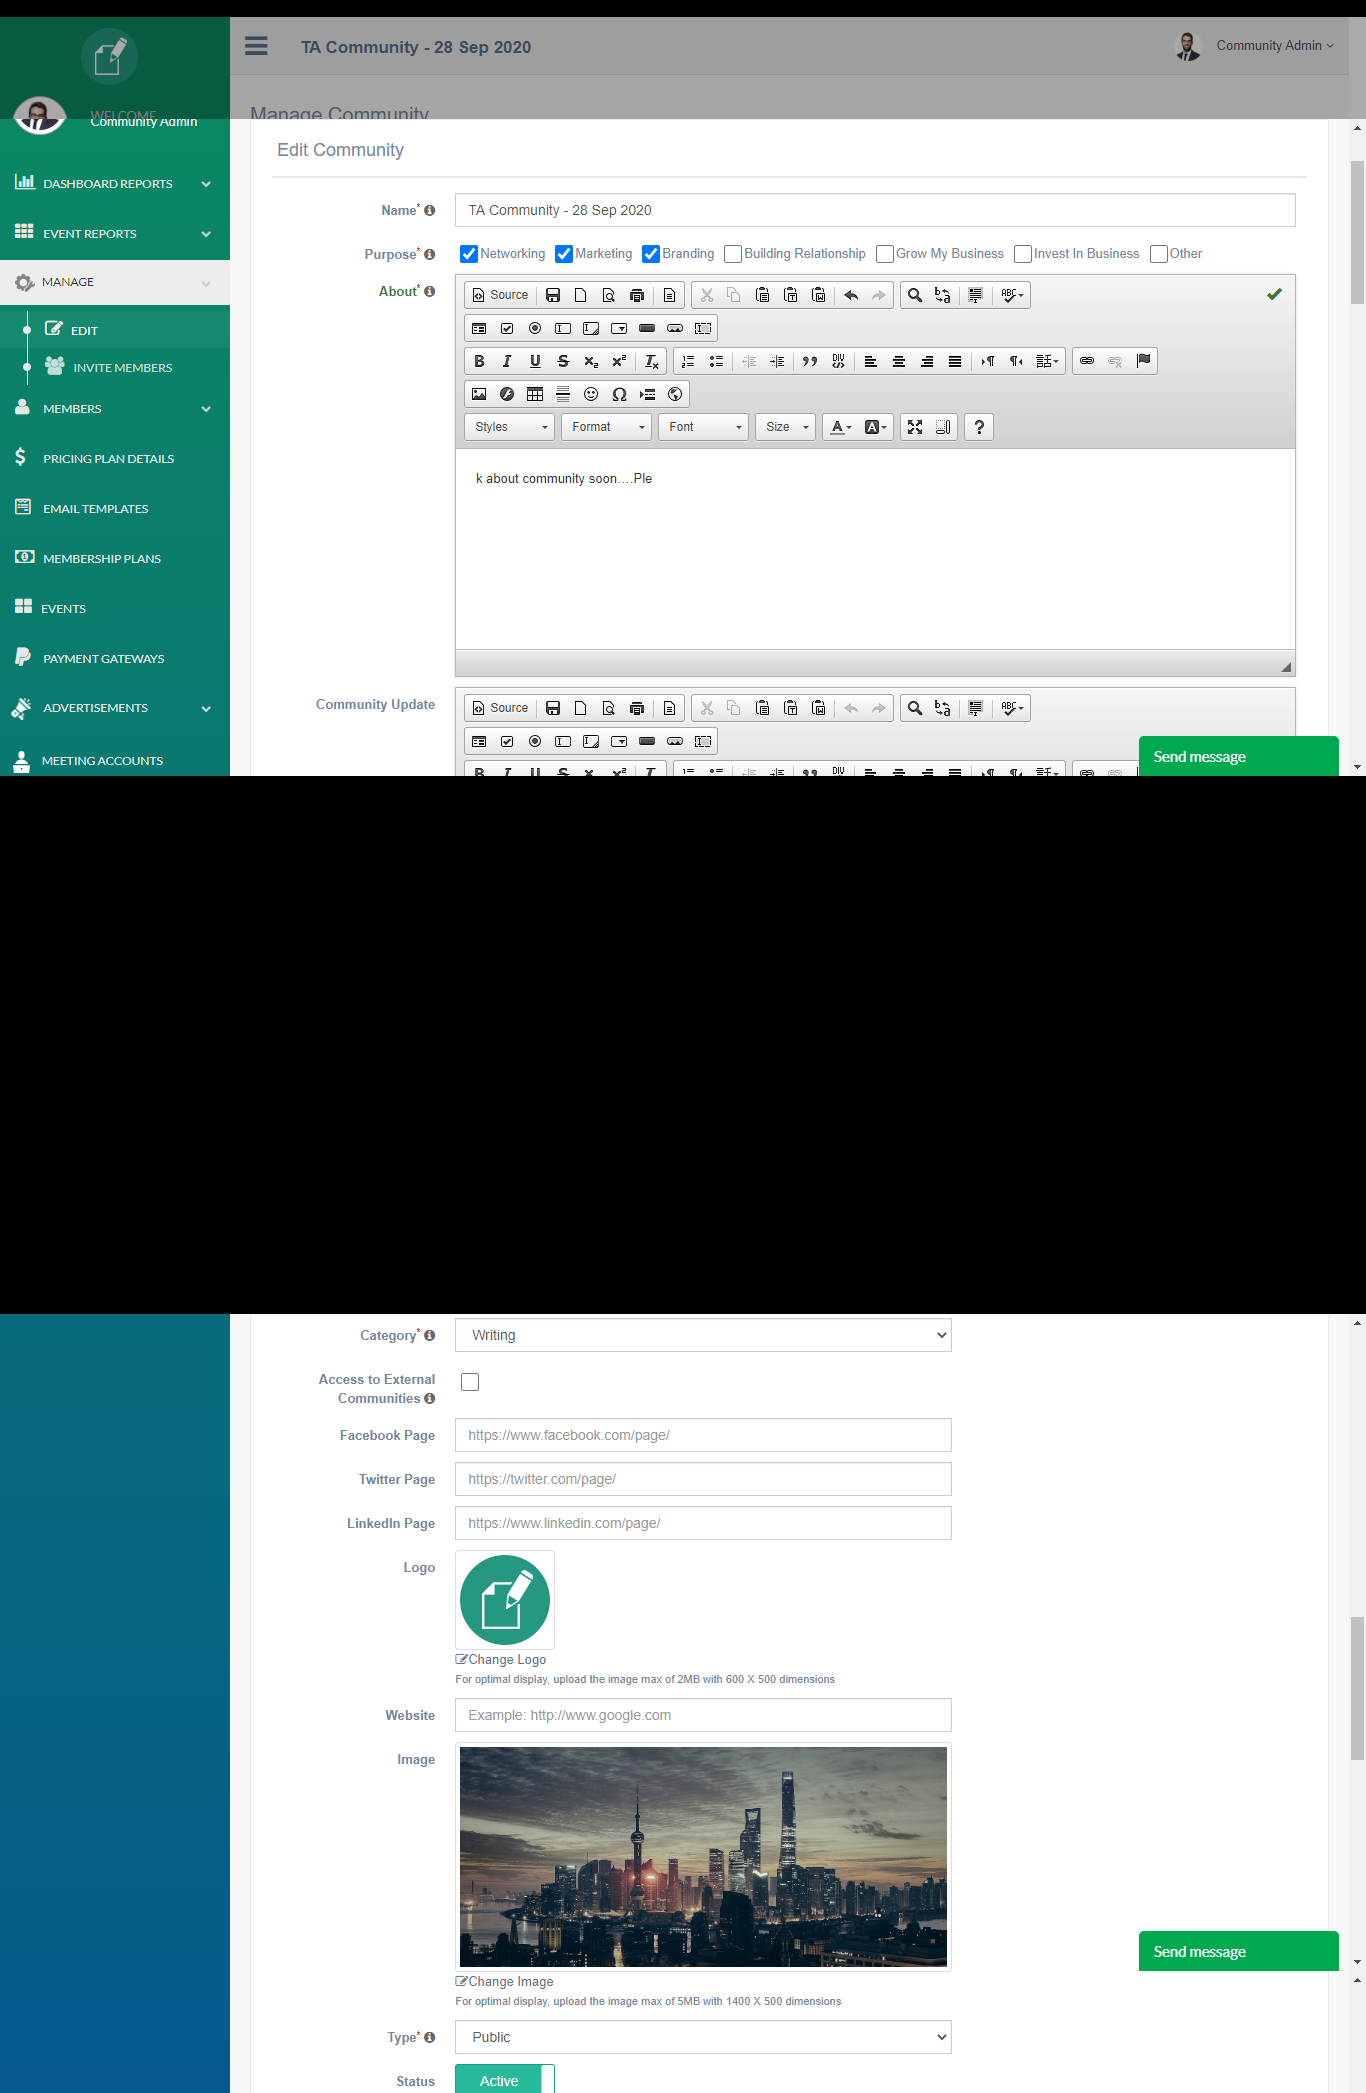 TA Community - 28 Sep 2020
Community Admin
WELCOME
Community Admin
Manage Community
Edit Community
DASHBOARD REPORTS
EVENT REPORTS
MANAGE
EDIT
INVITE MEMBERS
MEMBERS
PRICING PLAN DETAILS
EMAIL TEMPLATES
MEMBERSHIP PLANS
EVENTS
PAYMENT GATEWAYS
ADVERTISEMENTS
MEETING ACCOUNTS
Name*
TA Community - 28 Sep 2020
Purpose*
Networking Marketing Branding Building Relationship Grow My Business Invest In Business Other
About*
Source
Styles Format Font Size
k about community soon….Ple
Community Update
Source
Send message
Category*
Writing
Access to External
Communities
Facebook Page
https://www.facebook.com/page/
Twitter Page
https://twitter.com/page/
LinkedIn Page
https://www.linkedin.com/page/
Logo
Change Logo
For optimal display, upload the image max of 2MB with 600 X 500 dimensions
Website
Example: http://www.google.com
Image
Send message
Change Image
For optimal display, upload the image max of 5MB with 1400 X 500 dimensions
Type*
Public
Status
Active